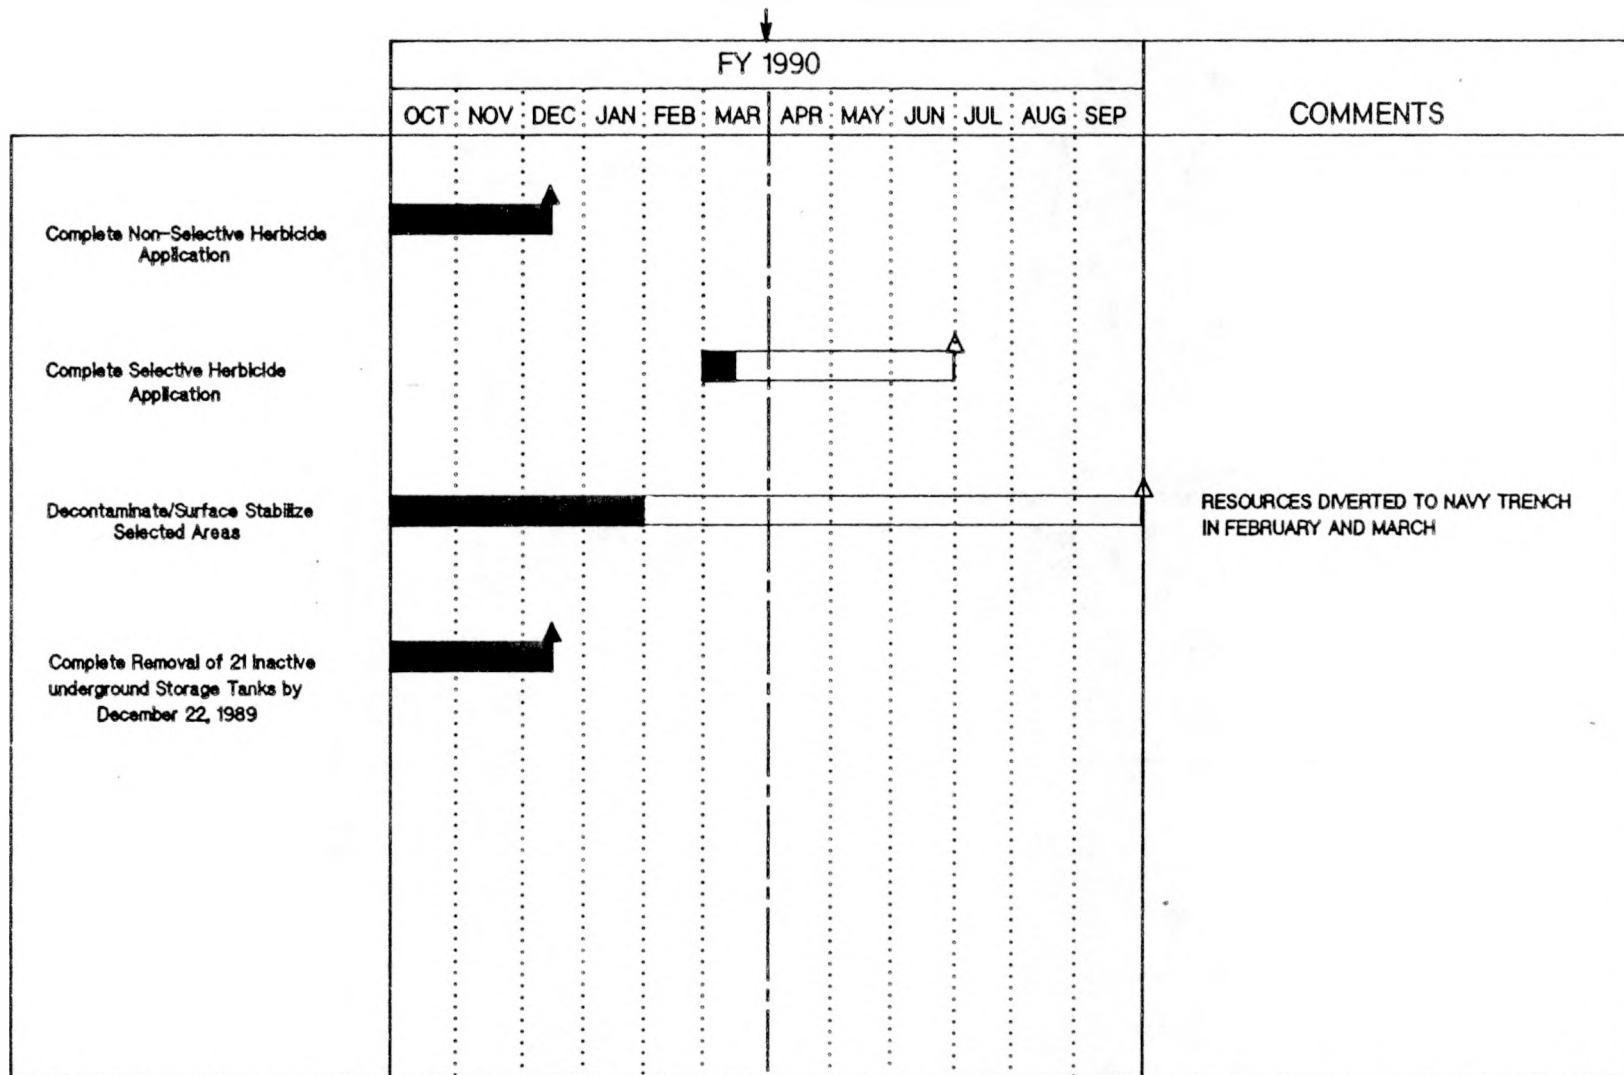 FY 1990
OCT NOV DEC JAN FEB MAR APR MAY JUN JUL AUG SEP
COMMENTS
Complete Non-Selective Herbicide
Application
Complete Selective Herbicide
Application
Decontaminate/Surface Stabilize
Selected Areas
RESOURCES DIVERTED TO NAVY TRENCH
IN FEBRUARY AND MARCH
Complete Removal of 21 Inactive
underground Storage Tanks by
December 22, 1989